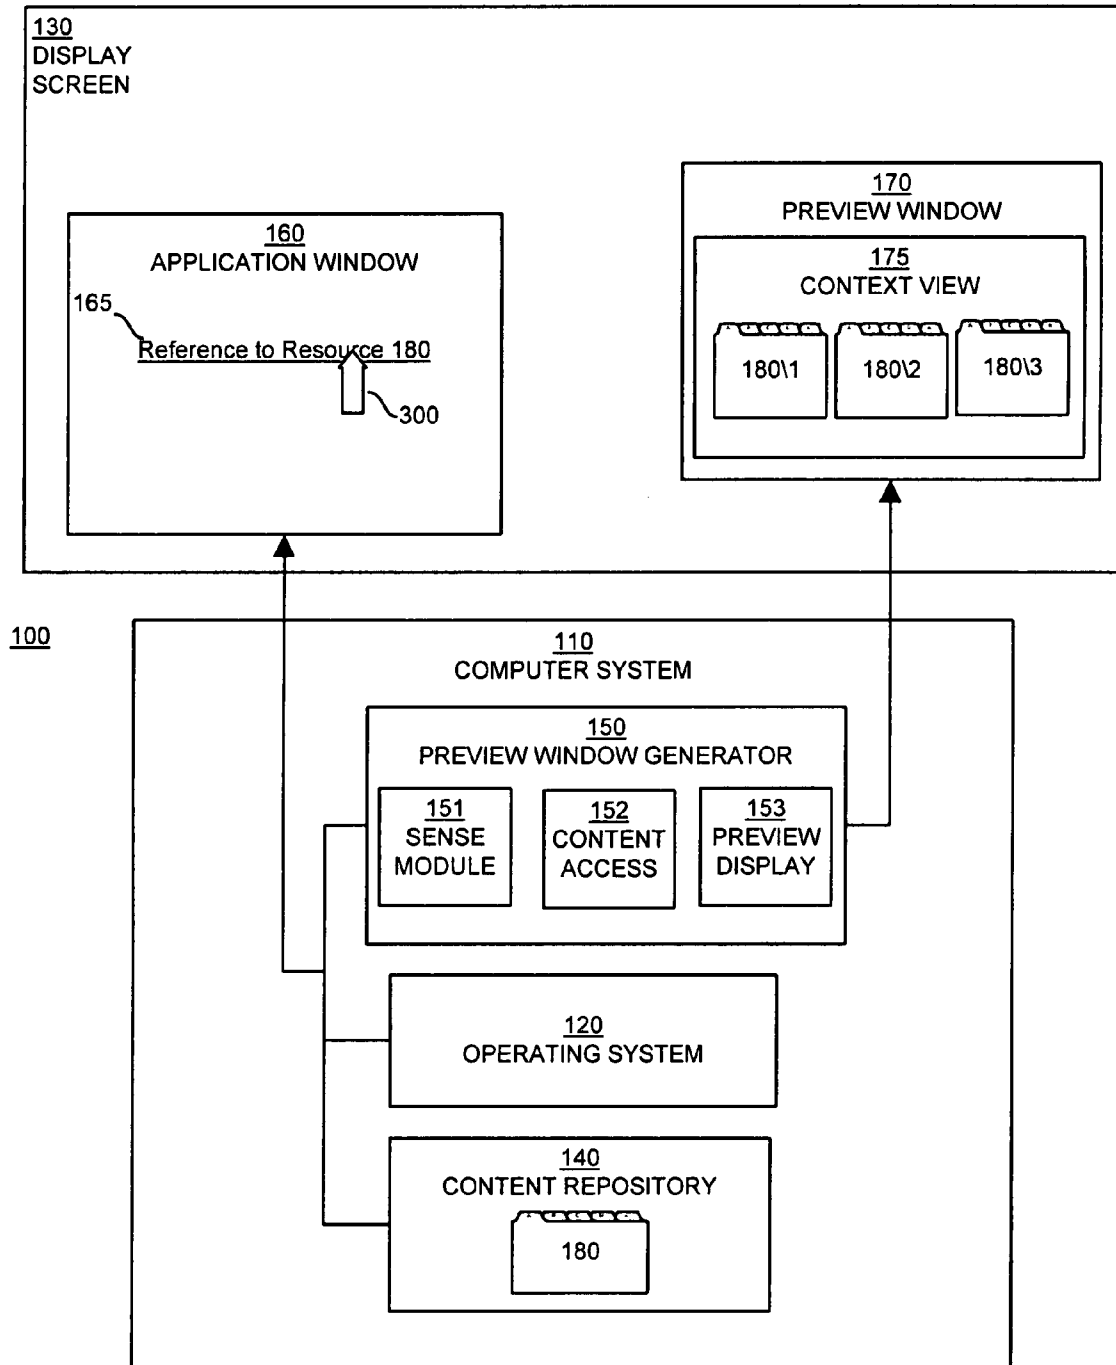 130
DISPLAY
SCREEN
170
PREVIEW WINDOW
160
APPLICATION WINDOW
175
CONTEXT VIEW
165
Reference to Resource 180
180\1
180\2
180\3
300
100
110
COMPUTER SYSTEM
150
PREVIEW WINDOW GENERATOR
151
SENSE
MODULE
152
CONTENT
ACCESS
153
PREVIEW
DISPLAY
120
OPERATING SYSTEM
140
CONTENT REPOSITORY
180